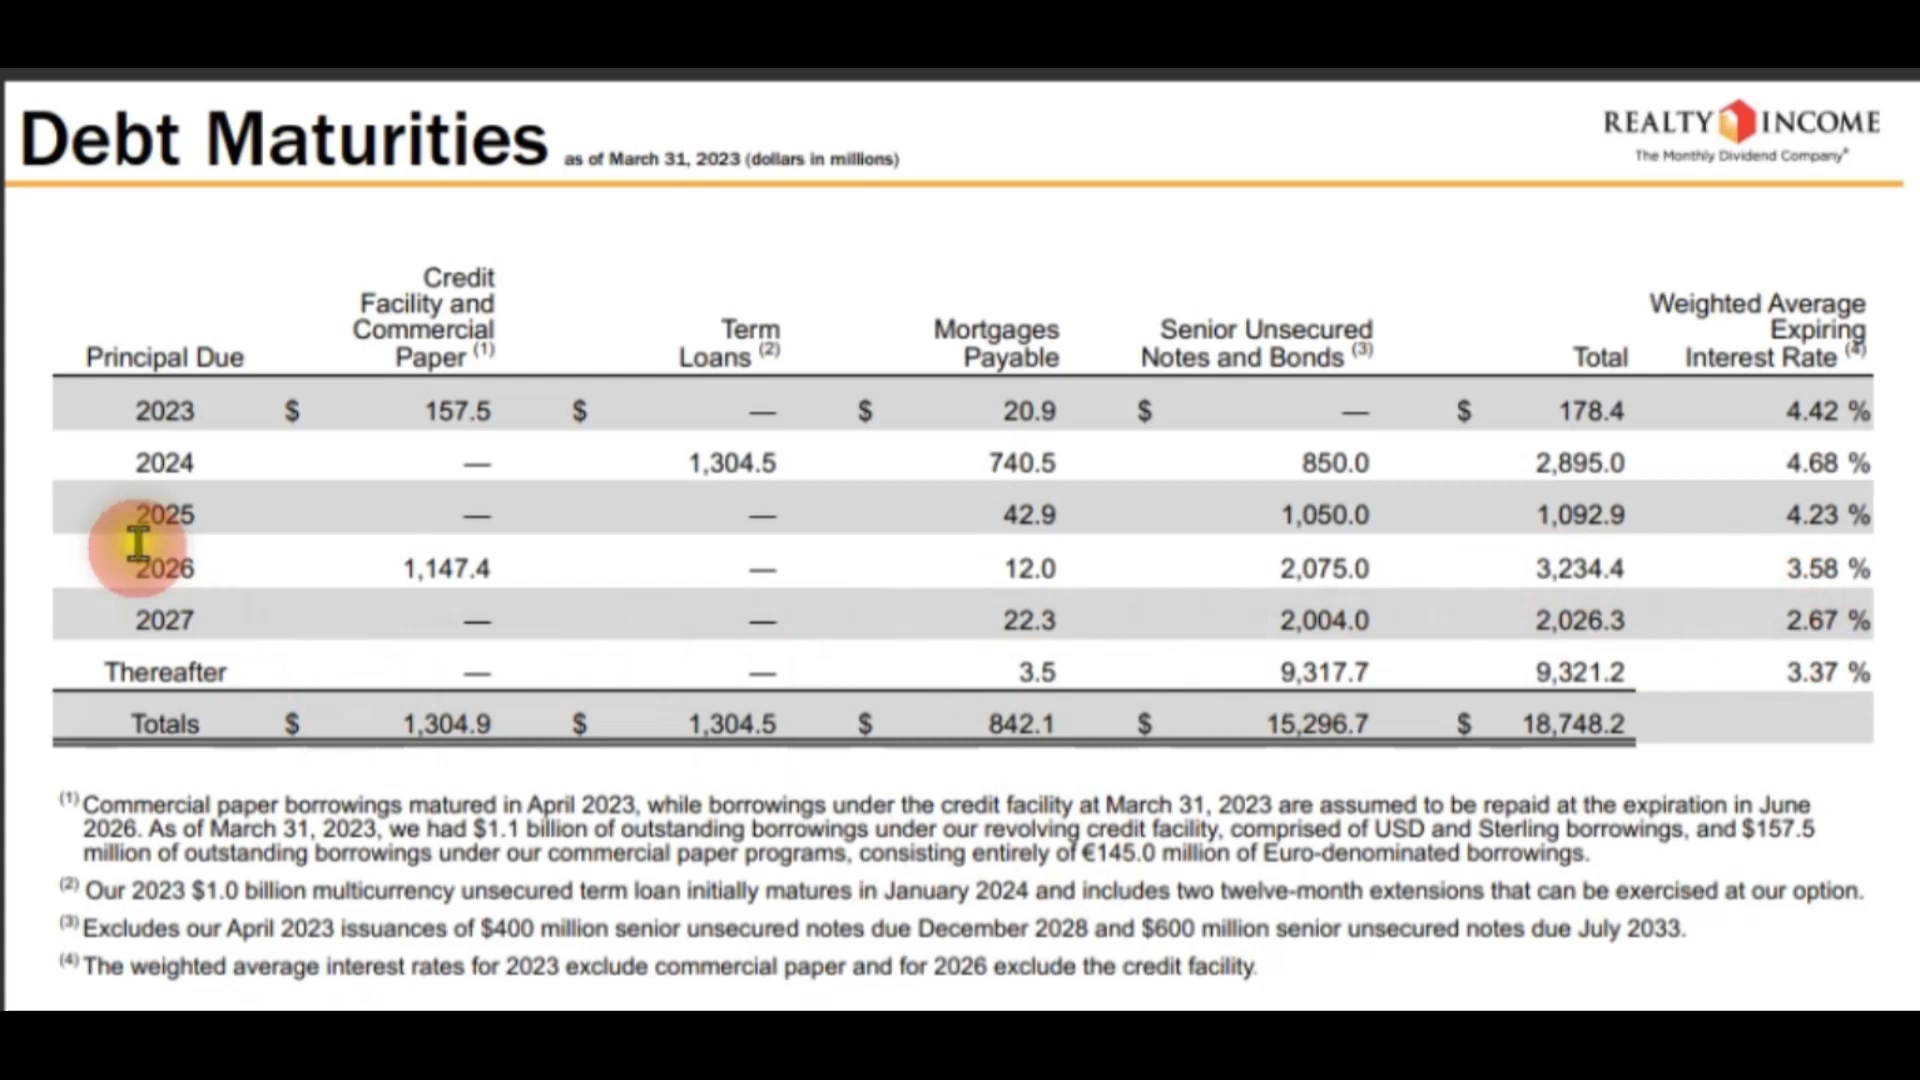 Debt Maturities as of March 31, 2023 (dollars in millions)
REALTY INCOME
The Monthly Dividend Company®
Principal Due Credit Facility and Commercial Paper (1) Term Loans (2) Mortgages Payable Senior Unsecured Notes and Bonds (3) Total Weighted Average Expiring Interest Rate (4)
2023 $ 157.5 $ — $ 20.9 $ — $ 178.4 4.42 %
2024 — 1,304.5 740.5 850.0 2,895.0 4.68 %
2025 — — 42.9 1,050.0 1,092.9 4.23 %
2026 1,147.4 — 12.0 2,075.0 3,234.4 3.58 %
2027 — — 22.3 2,004.0 2,026.3 2.67 %
Thereafter — — 3.5 9,317.7 9,321.2 3.37 %
Totals $ 1,304.9 $ 1,304.5 $ 842.1 $ 15,296.7 $ 18,748.2
(1) Commercial paper borrowings matured in April 2023, while borrowings under the credit facility at March 31, 2023 are assumed to be repaid at the expiration in June
2026. As of March 31, 2023, we had $1.1 billion of outstanding borrowings under our revolving credit facility, comprised of USD and Sterling borrowings, and $157.5
million of outstanding borrowings under our commercial paper programs, consisting entirely of €145.0 million of Euro-denominated borrowings.
(2) Our 2023 $1.0 billion multicurrency unsecured term loan initially matures in January 2024 and includes two twelve-month extensions that can be exercised at our option.
(3) Excludes our April 2023 issuances of $400 million senior unsecured notes due December 2028 and $600 million senior unsecured notes due July 2033.
(4) The weighted average interest rates for 2023 exclude commercial paper and for 2026 exclude the credit facility.